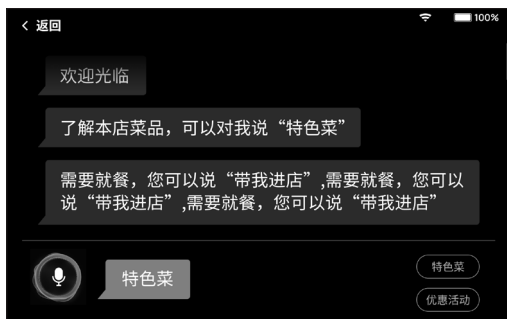 返回
100%
欢迎光临
了解本店菜品，可以对我说“特色菜”
需要就餐，您可以说“带我进店”,需要就餐，您可以
说“带我进店”,需要就餐，您可以说“带我进店”
特色菜
特色菜
优惠活动